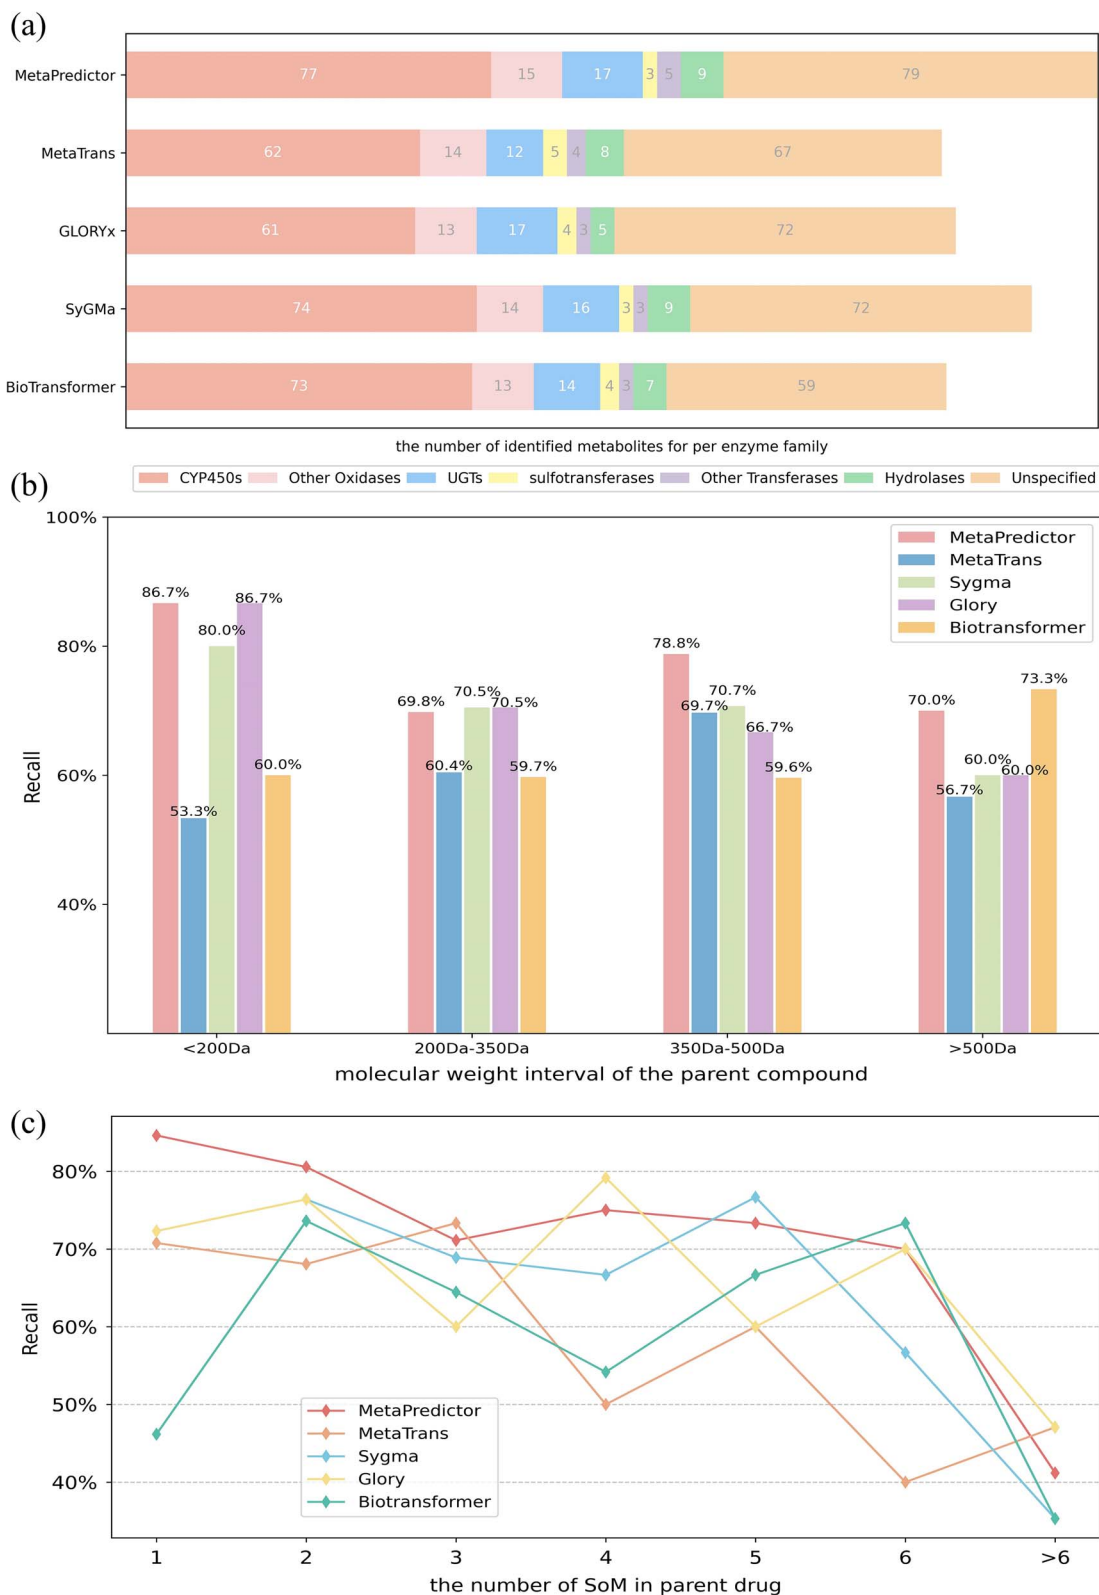 (a)
MetaPredictor 77 15 17 3 5 9 79
MetaTrans 62 14 12 5 4 8 67
GLORYx 61 13 17 4 3 5 72
SyGMa 74 14 16 3 3 9 72
BioTransformer 73 13 14 4 3 7 59
the number of identified metabolites for per enzyme family
CYP450s Other Oxidases UGTs sulfotransferases Other Transferases Hydrolases Unspecified
(b)
Recall
100%
80%
60%
40%
MetaPredictor
MetaTrans
Sygma
Glory
Biotransformer
86.7% 53.3% 80.0% 86.7% 60.0%
69.8% 60.4% 70.5% 70.5% 59.7%
78.8% 69.7% 70.7% 66.7% 59.6%
70.0% 56.7% 60.0% 60.0% 73.3%
<200Da 200Da-350Da 350Da-500Da >500Da
molecular weight interval of the parent compound
(c)
Recall
80%
70%
60%
50%
40%
MetaPredictor
MetaTrans
Sygma
Glory
Biotransformer
1 2 3 4 5 6 >6
the number of SoM in parent drug